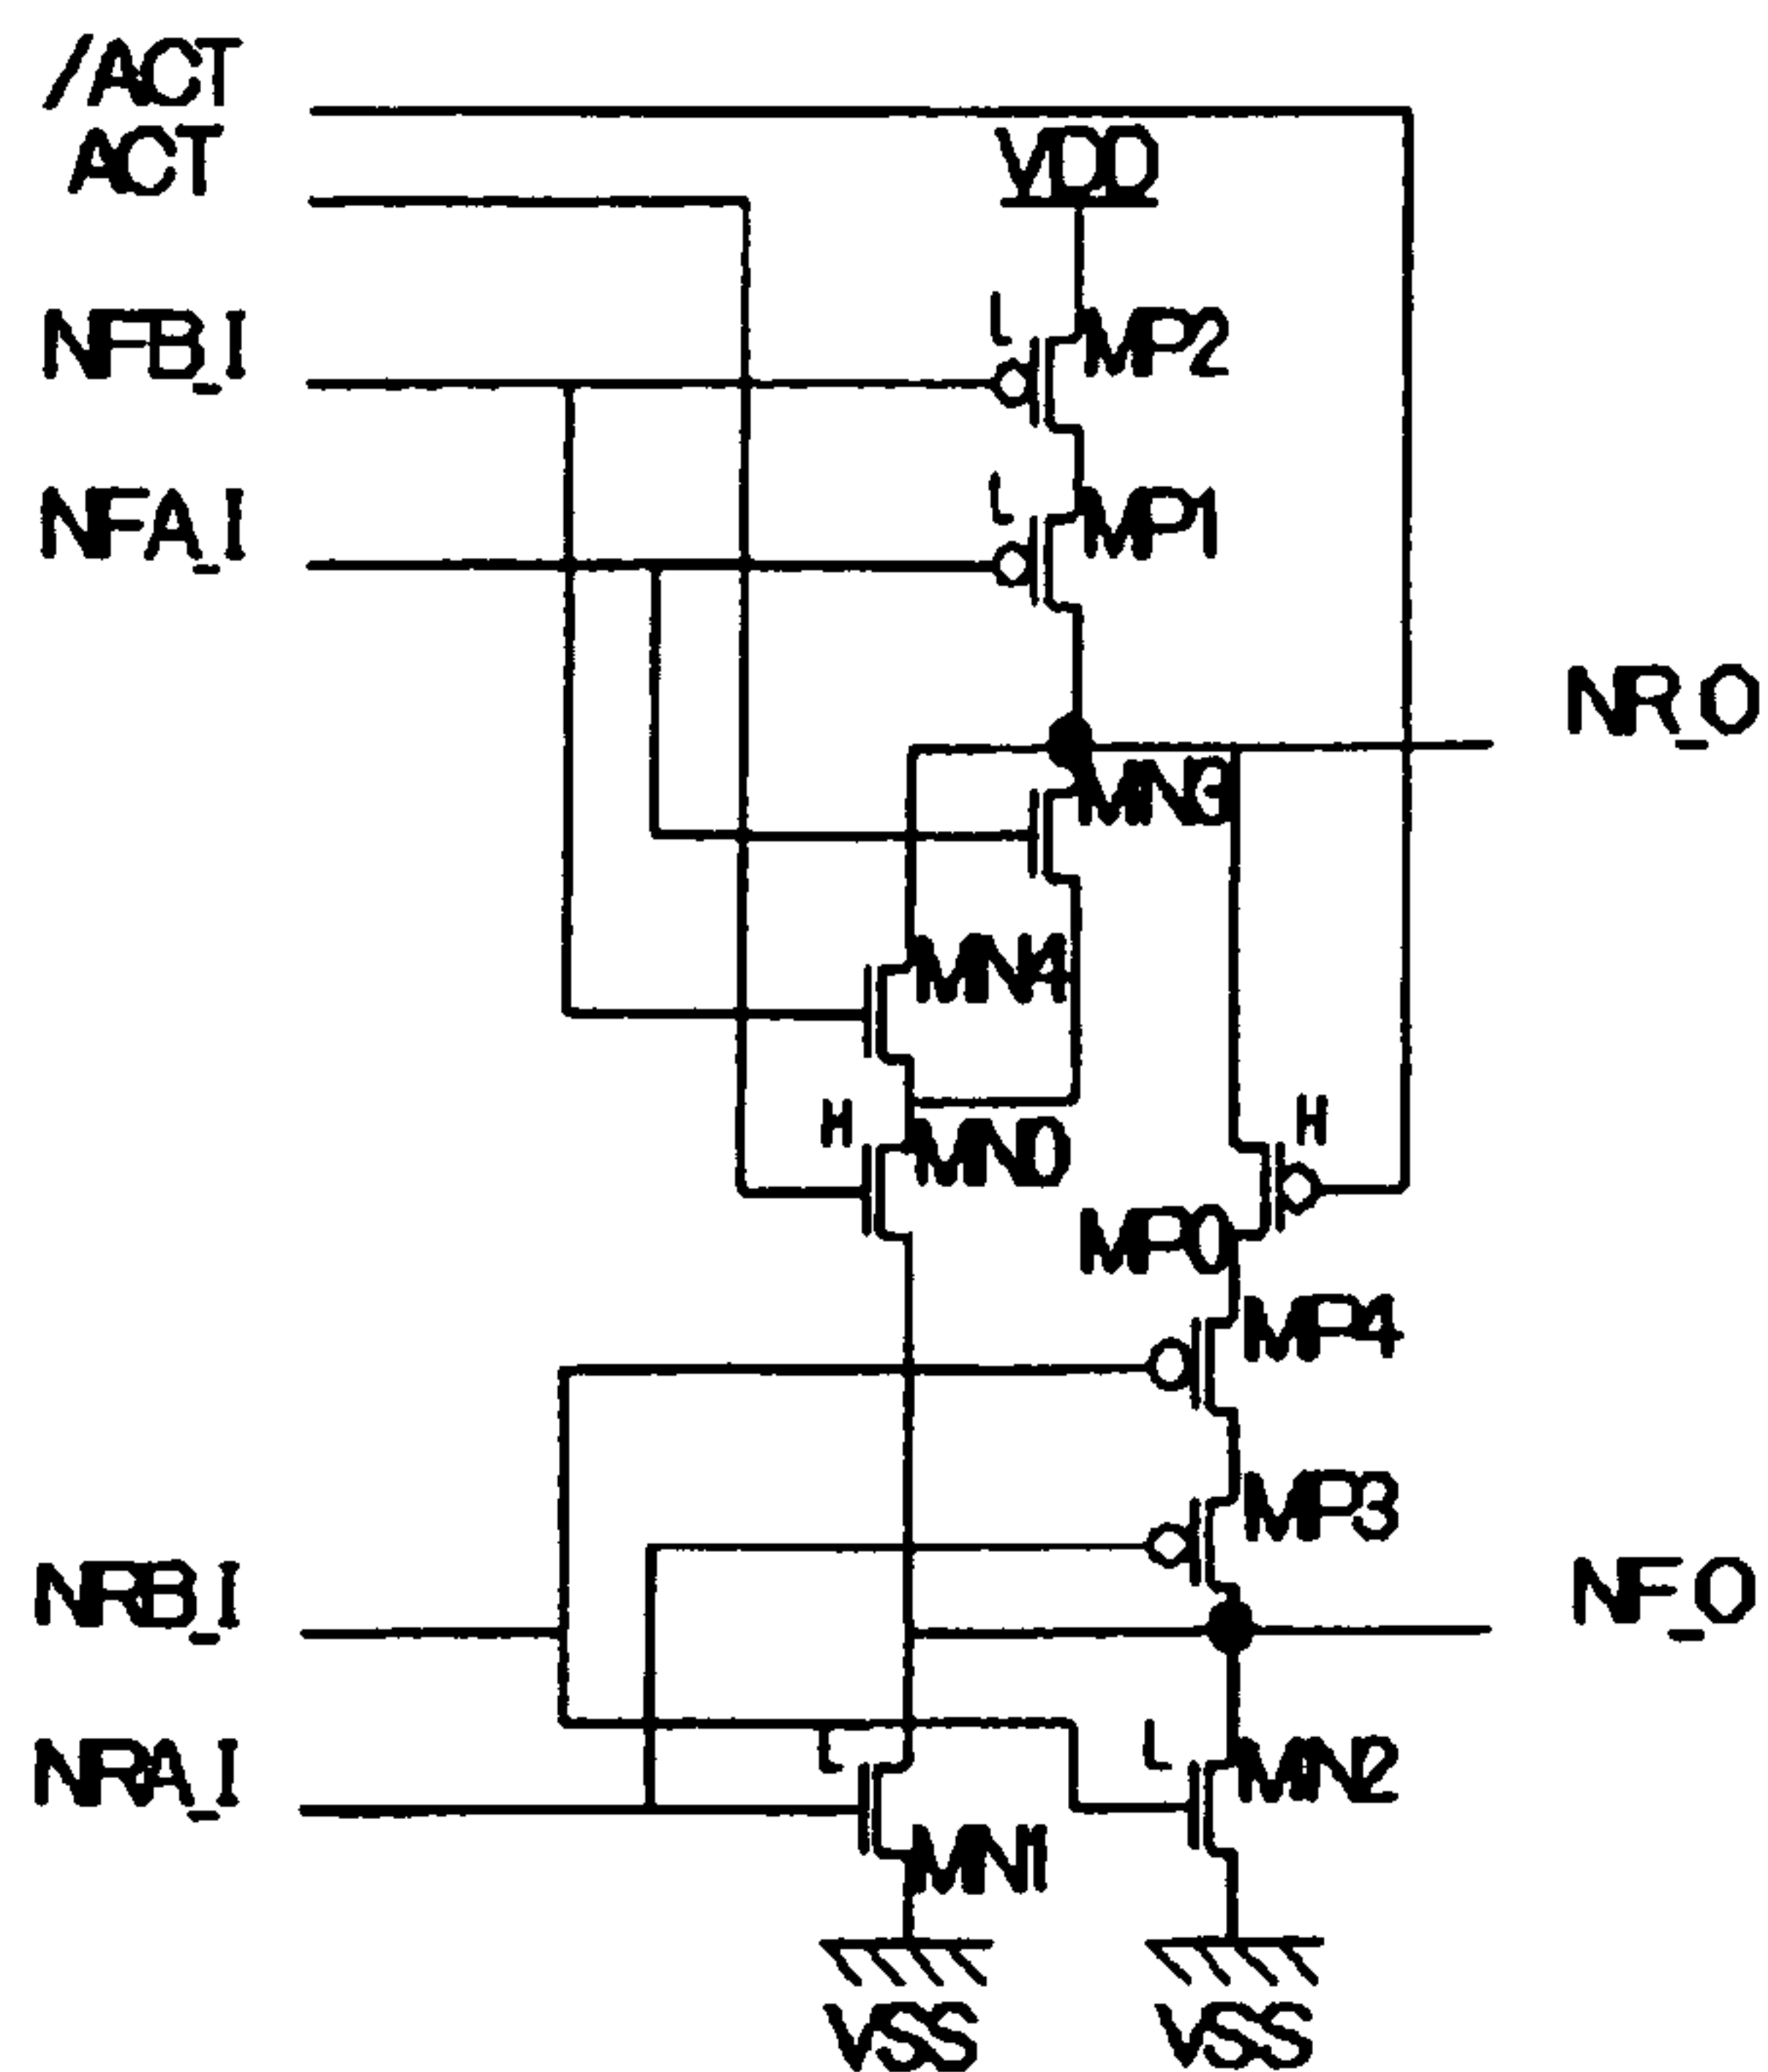 /ACT
ACT
VDD
NFB_I
L
MP2
NFA_I
L
MP1
NR_O
MN3
MN4
H
MN0
H
MP0
MP4
MP3
NRB_I
NF_O
NRA_I
L
L
MN2
MN1
VSS
VSS